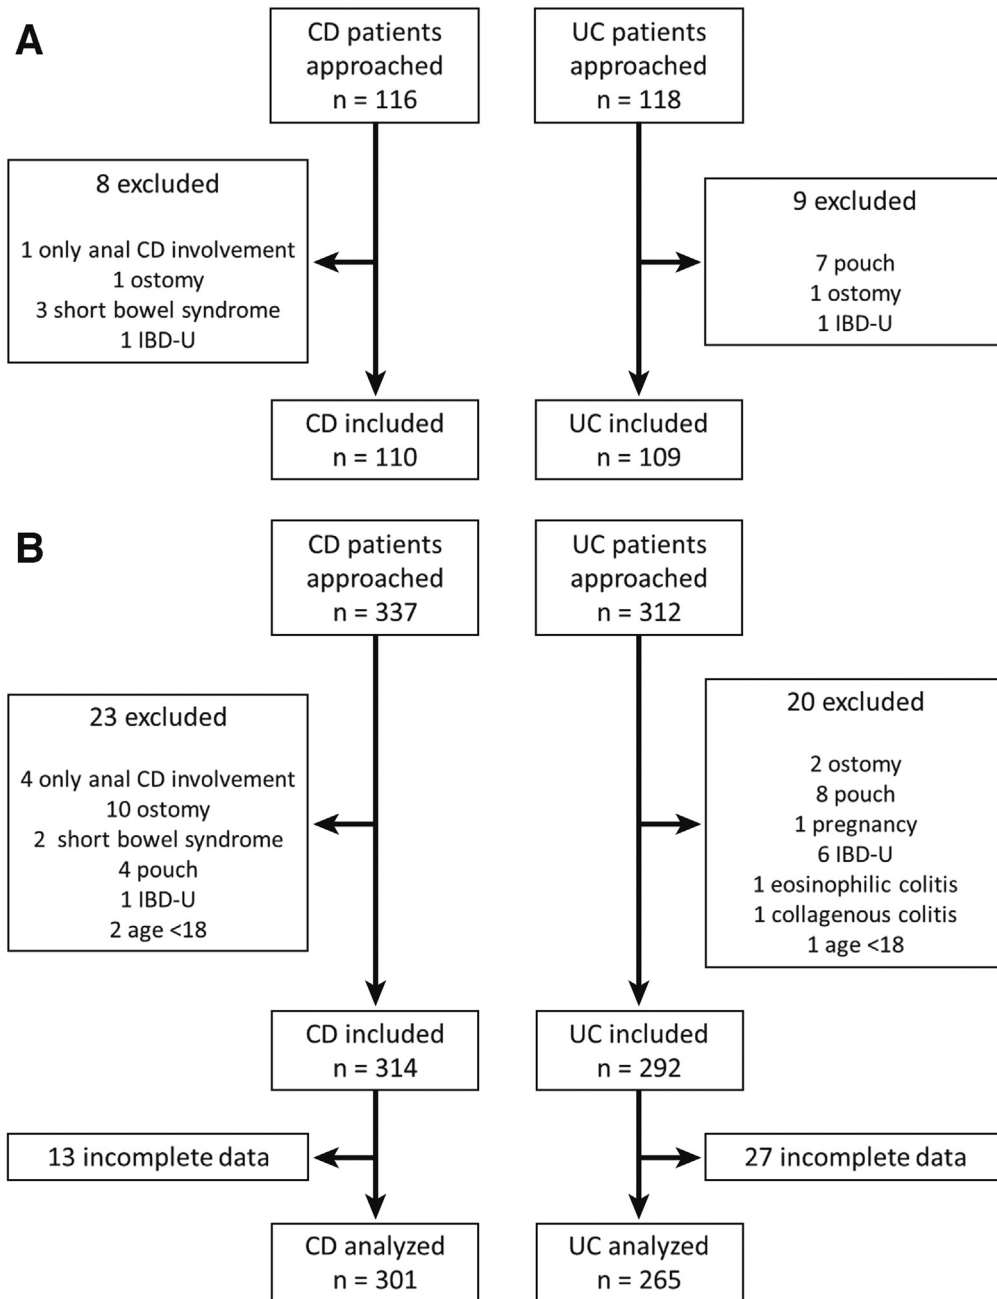 A
CD patients
approached
n = 116
UC patients
approached
n = 118
8 excluded
1 only anal CD involvement
1 ostomy
3 short bowel syndrome
1 IBD-U
9 excluded
7 pouch
1 ostomy
1 IBD-U
CD included
n = 110
UC included
n = 109
B
CD patients
approached
n = 337
UC patients
approached
n = 312
23 excluded
4 only anal CD involvement
10 ostomy
2 short bowel syndrome
4 pouch
1 IBD-U
2 age <18
20 excluded
2 ostomy
8 pouch
1 pregnancy
6 IBD-U
1 eosinophilic colitis
1 collagenous colitis
1 age <18
CD included
n = 314
UC included
n = 292
13 incomplete data
27 incomplete data
CD analyzed
n = 301
UC analyzed
n = 265